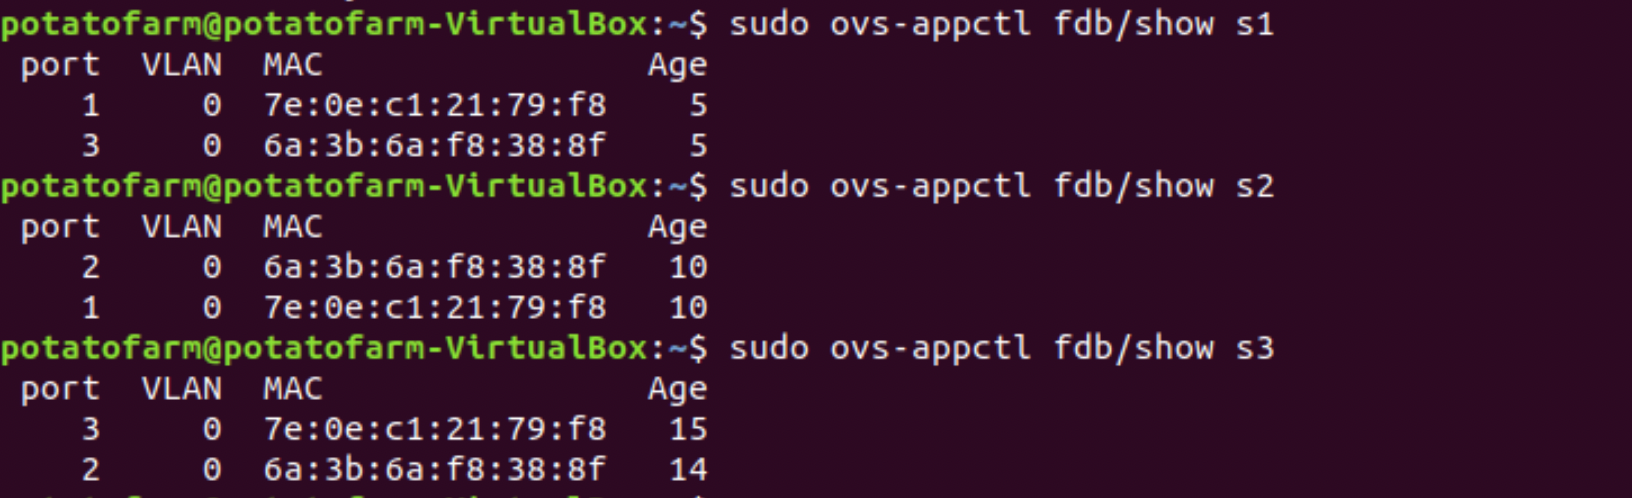 potatofarm@potatofarm-VirtualBox:~$ sudo ovs-appctl fdb/show s1
port VLAN MAC Age
1 0 7e:0e:c1:21:79:f8 5
3 0 6a:3b:6a:f8:38:8f 5
potatofarm@potatofarm-VirtualBox:~$ sudo ovs-appctl fdb/show s2
port VLAN MAC Age
2 0 6a:3b:6a:f8:38:8f 10
1 0 7e:0e:c1:21:79:f8 10
potatofarm@potatofarm-VirtualBox:~$ sudo ovs-appctl fdb/show s3
port VLAN MAC Age
3 0 7e:0e:c1:21:79:f8 15
2 0 6a:3b:6a:f8:38:8f 14